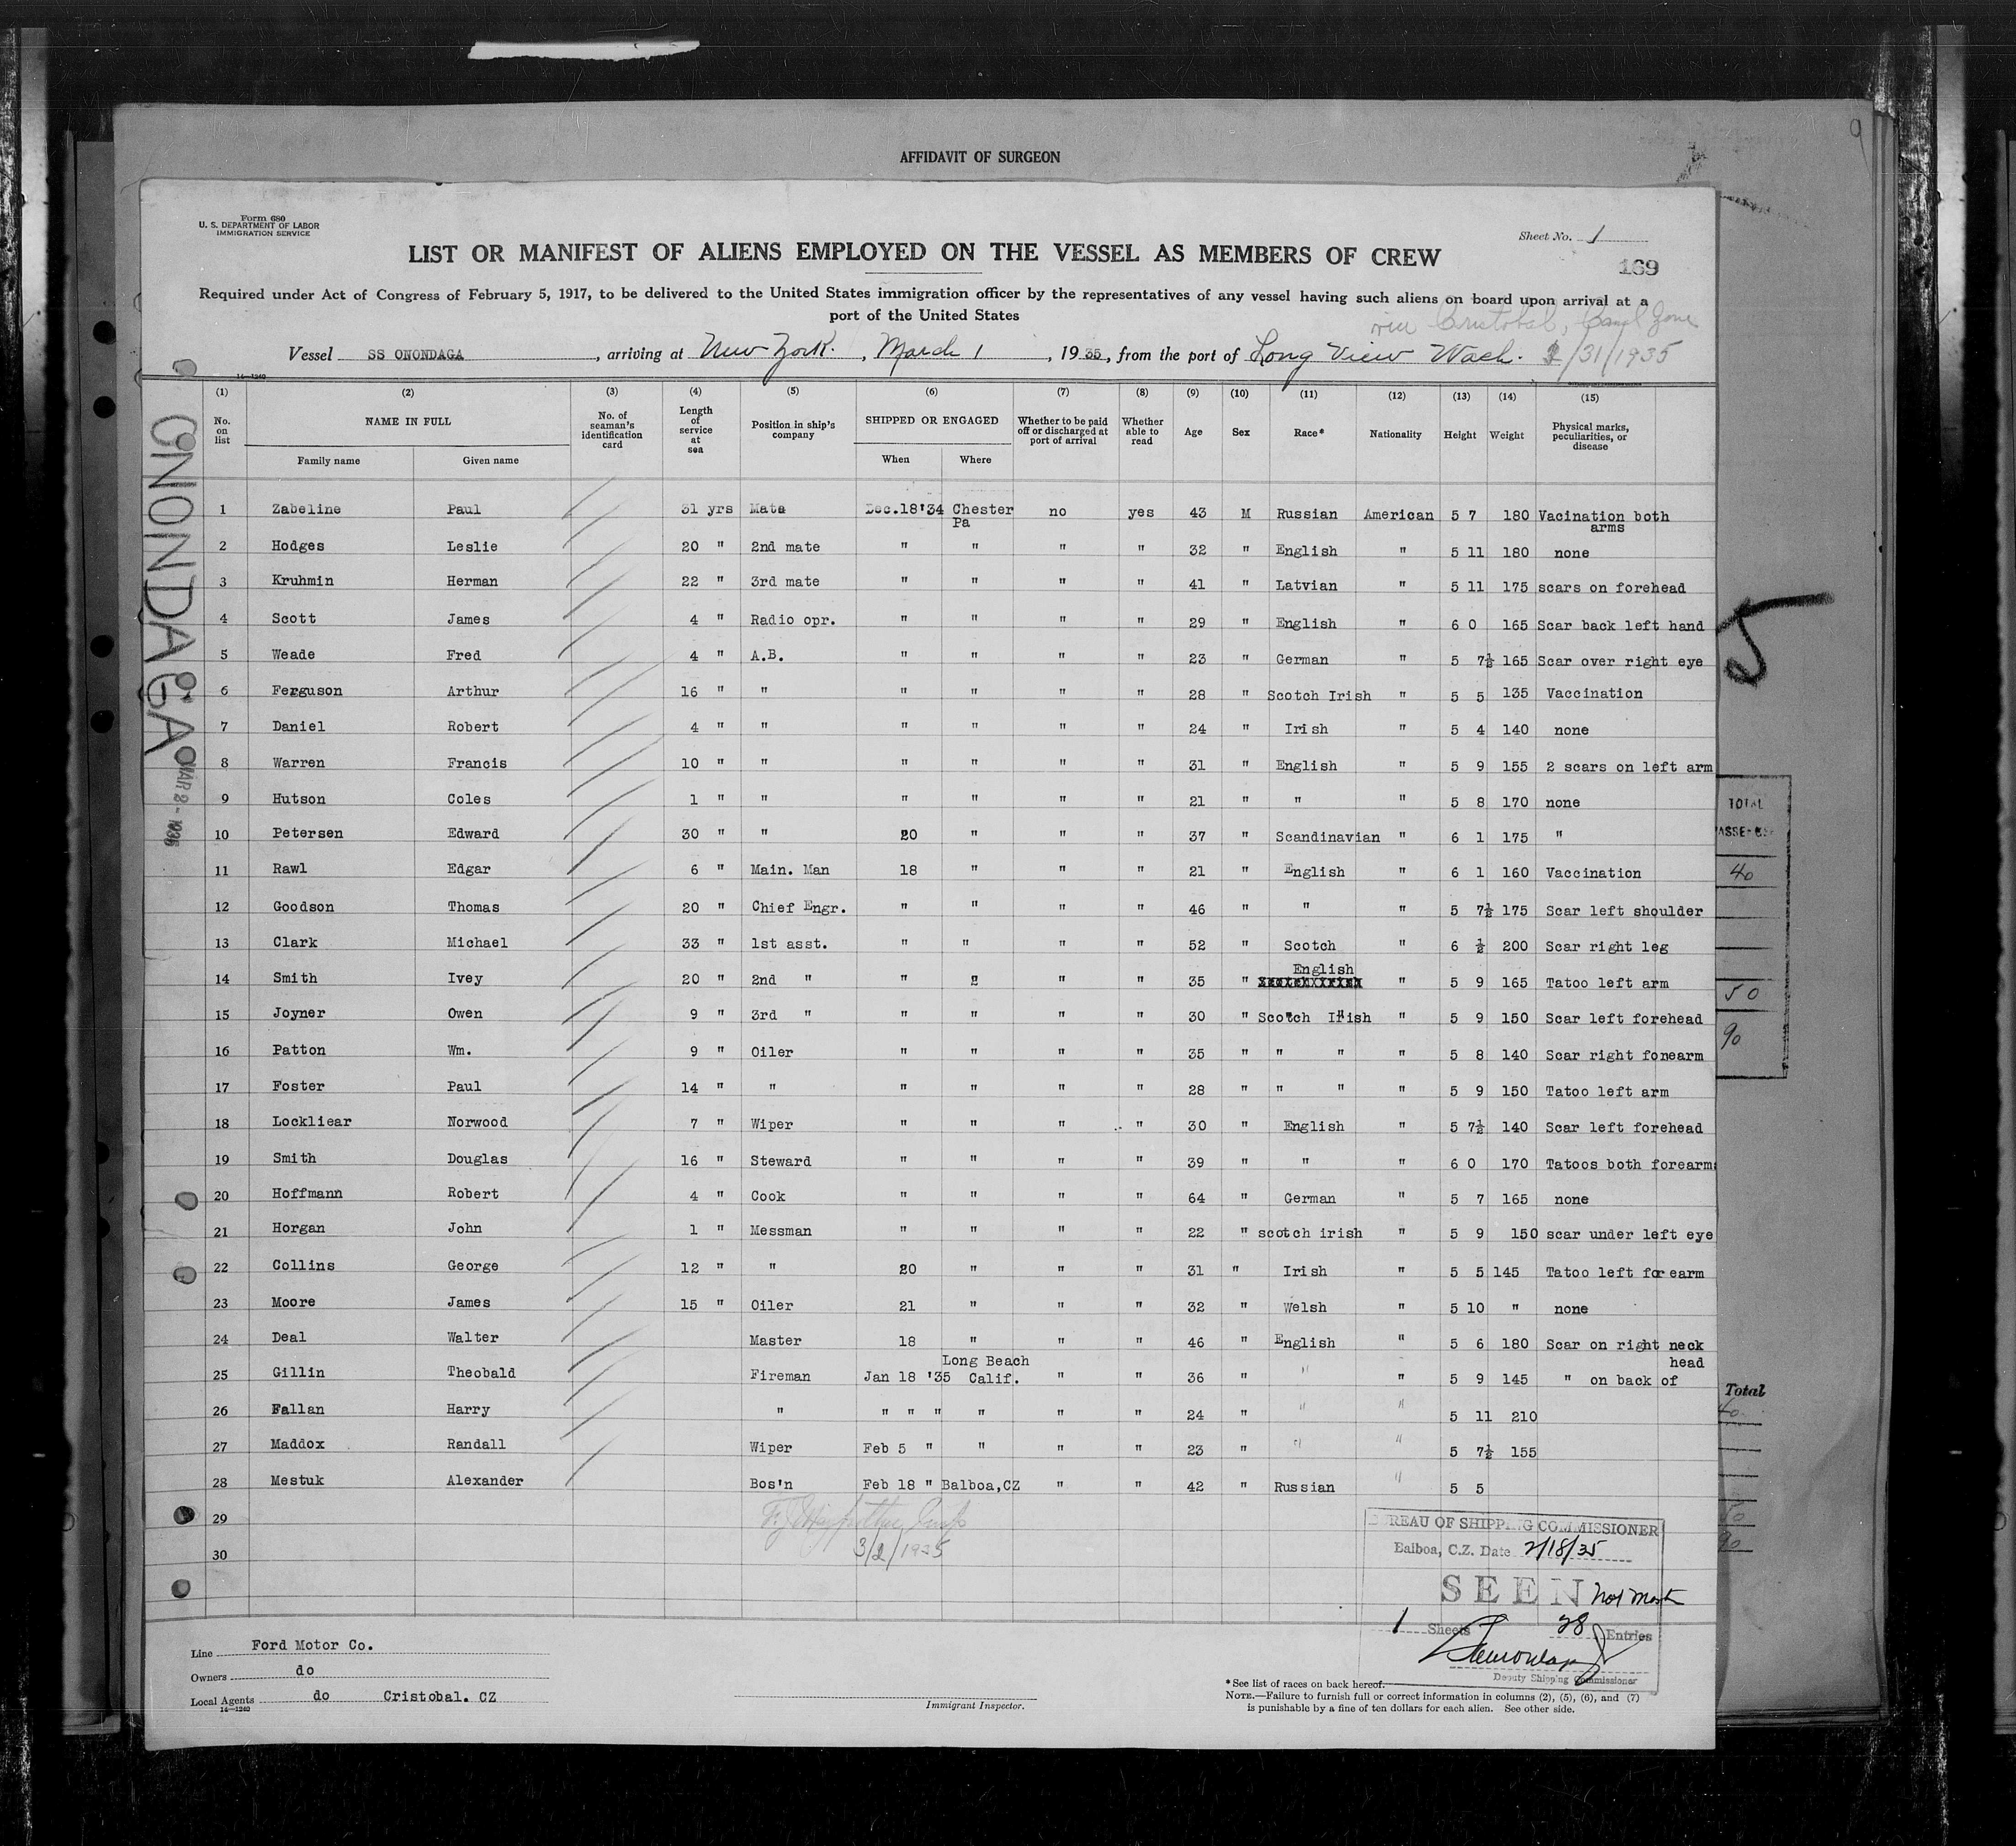 AFFIDAVIT OF SURGEON
9
Form 680
U. S. DEPARTMENT OF LABOR
IMMIGRATION SERVICE
Sheet No. 1
LIST OR MANIFEST OF ALIENS EMPLOYED ON THE VESSEL AS MEMBERS OF CREW
169
Required under Act of Congress of February 5, 1917, to be delivered to the United States immigration officer by the representatives of any vessel having such aliens on board upon arrival at a
port of the United States
via Cristobal, Canal Zone
Vessel SS ONONDAGA, arriving at New York., March 1, 1935, from the port of Long View Wash. 1/31/1935
14—1240
(1) (2) (3) (4) (5) (6) (7) (8) (9) (10) (11) (12) (13) (14) (15)
No. on list
NAME IN FULL
Family name
Given name
No. of seaman's identification card
Length of service at sea
Position in ship's company
SHIPPED OR ENGAGED
When
Where
Whether to be paid off or discharged at port of arrival
Whether able to read
Age
Sex
Race*
Nationality
Height
Weight
Physical marks, peculiarities, or disease
ONONDAGA
MAR 2 - 1935
1 Zabeline Paul 31 yrs Mate Dec.18'34 Chester Pa no yes 43 M Russian American 5 7 180 Vacination both arms
2 Hodges Leslie 20 " 2nd mate " " " " 32 " English " 5 11 180 none
3 Kruhmin Herman 22 " 3rd mate " " " " 41 " Latvian " 5 11 175 scars on forehead
4 Scott James 4 " Radio opr. " " " " 29 " English " 6 0 165 Scar back left hand
5 Weade Fred 4 " A.B. " " " " 23 " German " 5 7½ 165 Scar over right eye
6 Ferguson Arthur 16 " " " " " " 28 " Scotch Irish " 5 5 135 Vaccination
7 Daniel Robert 4 " " " " " " 24 " Irish " 5 4 140 none
8 Warren Francis 10 " " " " " " 31 " English " 5 9 155 2 scars on left arm
9 Hutson Coles 1 " " " " " " 21 " " " 5 8 170 none
10 Petersen Edward 30 " " 20 " " " 37 " Scandinavian " 6 1 175 "
11 Rawl Edgar 6 " Main. Man 18 " " " 21 " English " 6 1 160 Vaccination
12 Goodson Thomas 20 " Chief Engr. " " " " 46 " " " 5 7½ 175 Scar left shoulder
13 Clark Michael 33 " 1st asst. " " " " 52 " Scotch " 6 ½ 200 Scar right leg
14 Smith Ivey 20 " 2nd " " 2 " " 35 " English " 5 9 165 Tatoo left arm
15 Joyner Owen 9 " 3rd " " " " " 30 " Scotch Irish " 5 9 150 Scar left forehead
16 Patton Wm. 9 " Oiler " " " " 35 " " " " 5 8 140 Scar right fonearm
17 Foster Paul 14 " " " " " " 28 " " " " 5 9 150 Tatoo left arm
18 Lockliear Norwood 7 " Wiper " " " " 30 " English " 5 7½ 140 Scar left forehead
19 Smith Douglas 16 " Steward " " " " 39 " " " 6 0 170 Tatoos both forearms
20 Hoffmann Robert 4 " Cook " " " " 64 " German " 5 7 165 none
21 Horgan John 1 " Messman " " " " 22 " scotch irish " 5 9 150 scar under left eye
22 Collins George 12 " " 20 " " " 31 " Irish " 5 5 145 Tatoo left forearm
23 Moore James 15 " Oiler 21 " " " 32 " Welsh " 5 10 " none
24 Deal Walter Master 18 " " " 46 " English " 5 6 180 Scar on right neck
25 Gillin Theobald Fireman Jan 18 '35 Long Beach Calif. " " 36 " " " 5 9 145 " on back of head
26 Fallan Harry " " " " " " " 24 " " " 5 11 210
27 Maddox Randall Wiper Feb 5 " " " " 23 " " " 5 7½ 155
28 Mestuk Alexander Bos'n Feb 18 " Balboa,CZ " " 42 " Russian " 5 5
29
30
3/2/1935
BUREAU OF SHIPPING COMMISSIONER
Balboa, C.Z. Date 2/18/35
SEEN
1 Sheets 28 Entries
Deputy Shipping Commissioner
Line Ford Motor Co.
Owners do
Local Agents do Cristobal. CZ
14—1240
Immigrant Inspector.
*See list of races on back hereof.
NOTE.—Failure to furnish full or correct information in columns (2), (5), (6), and (7)
is punishable by a fine of ten dollars for each alien. See other side.
5
TOTAL
40
50
90
Total
40
50
90